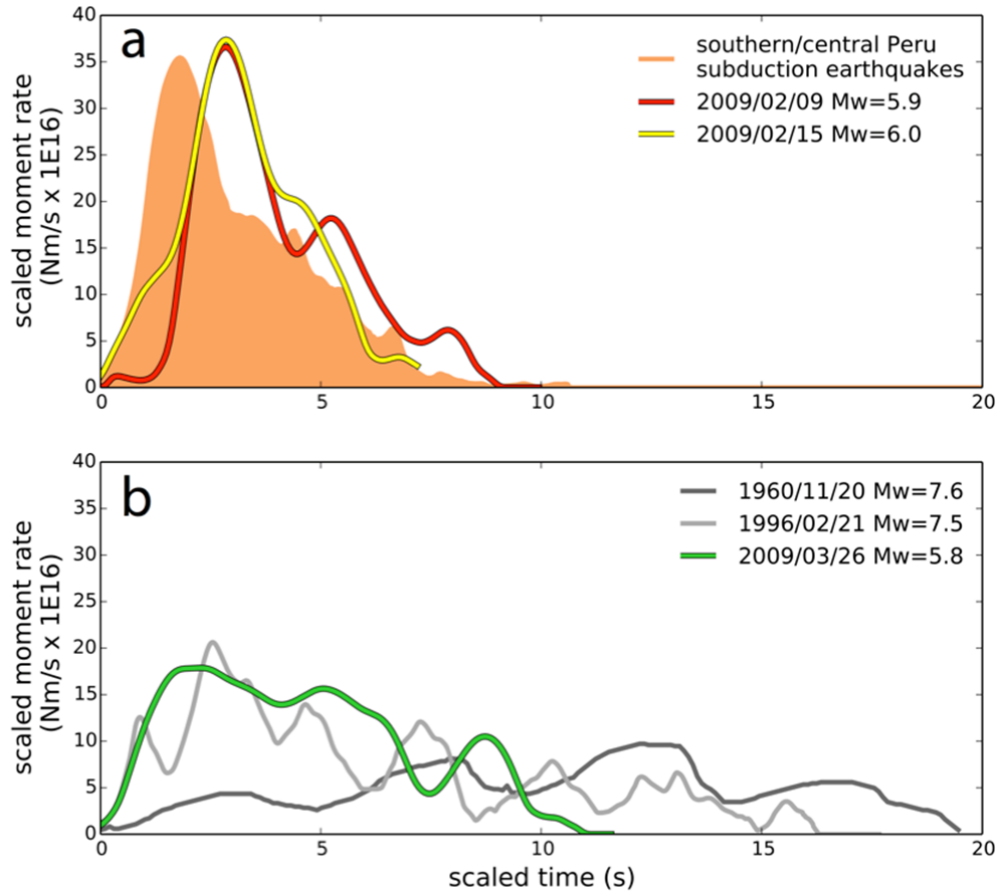 a
40
35
30
25
20
15
10
5
0
scaled moment rate
(Nm/s x 1E16)
southern/central Peru
subduction earthquakes
2009/02/09 Mw=5.9
2009/02/15 Mw=6.0
0 5 10 15 20
b
40
35
30
25
20
15
10
5
0
scaled moment rate
(Nm/s x 1E16)
1960/11/20 Mw=7.6
1996/02/21 Mw=7.5
2009/03/26 Mw=5.8
0 5 10 15 20
scaled time (s)